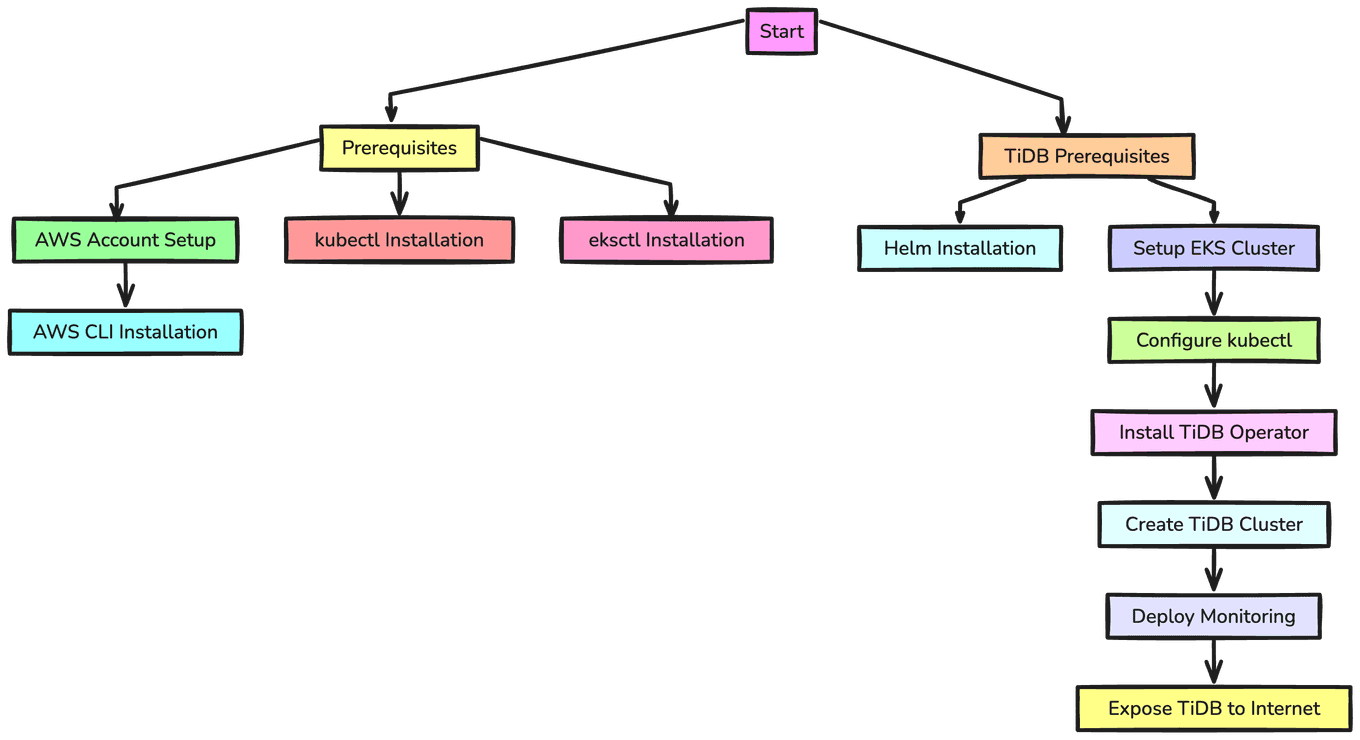 Start
Prerequisites
TiDB Prerequisites
AWS Account Setup
kubectl Installation
eksctl Installation
Helm Installation
Setup EKS Cluster
AWS CLI Installation
Configure kubectl
Install TiDB Operator
Create TiDB Cluster
Deploy Monitoring
Expose TiDB to Internet